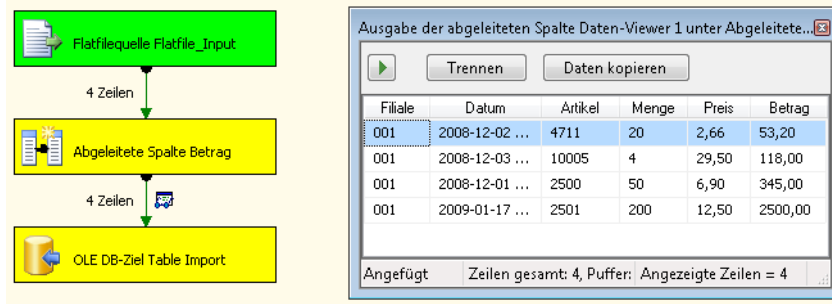 Flatfilequelle Flatfile_Input
4 Zeilen
Abgeleitete Spalte Betrag
4 Zeilen
OLE DB-Ziel Table Import
Ausgabe der abgeleiteten Spalte Daten-Viewer 1 unter Abgeleitete...
Trennen Daten kopieren
Filiale Datum Artikel Menge Preis Betrag
001 2008-12-02 ... 4711 20 2,66 53,20
001 2008-12-03 ... 10005 4 29,50 118,00
001 2008-12-01 ... 2500 50 6,90 345,00
001 2009-01-17 ... 2501 200 12,50 2500,00
Angefügt Zeilen gesamt: 4, Puffer: Angezeigte Zeilen = 4